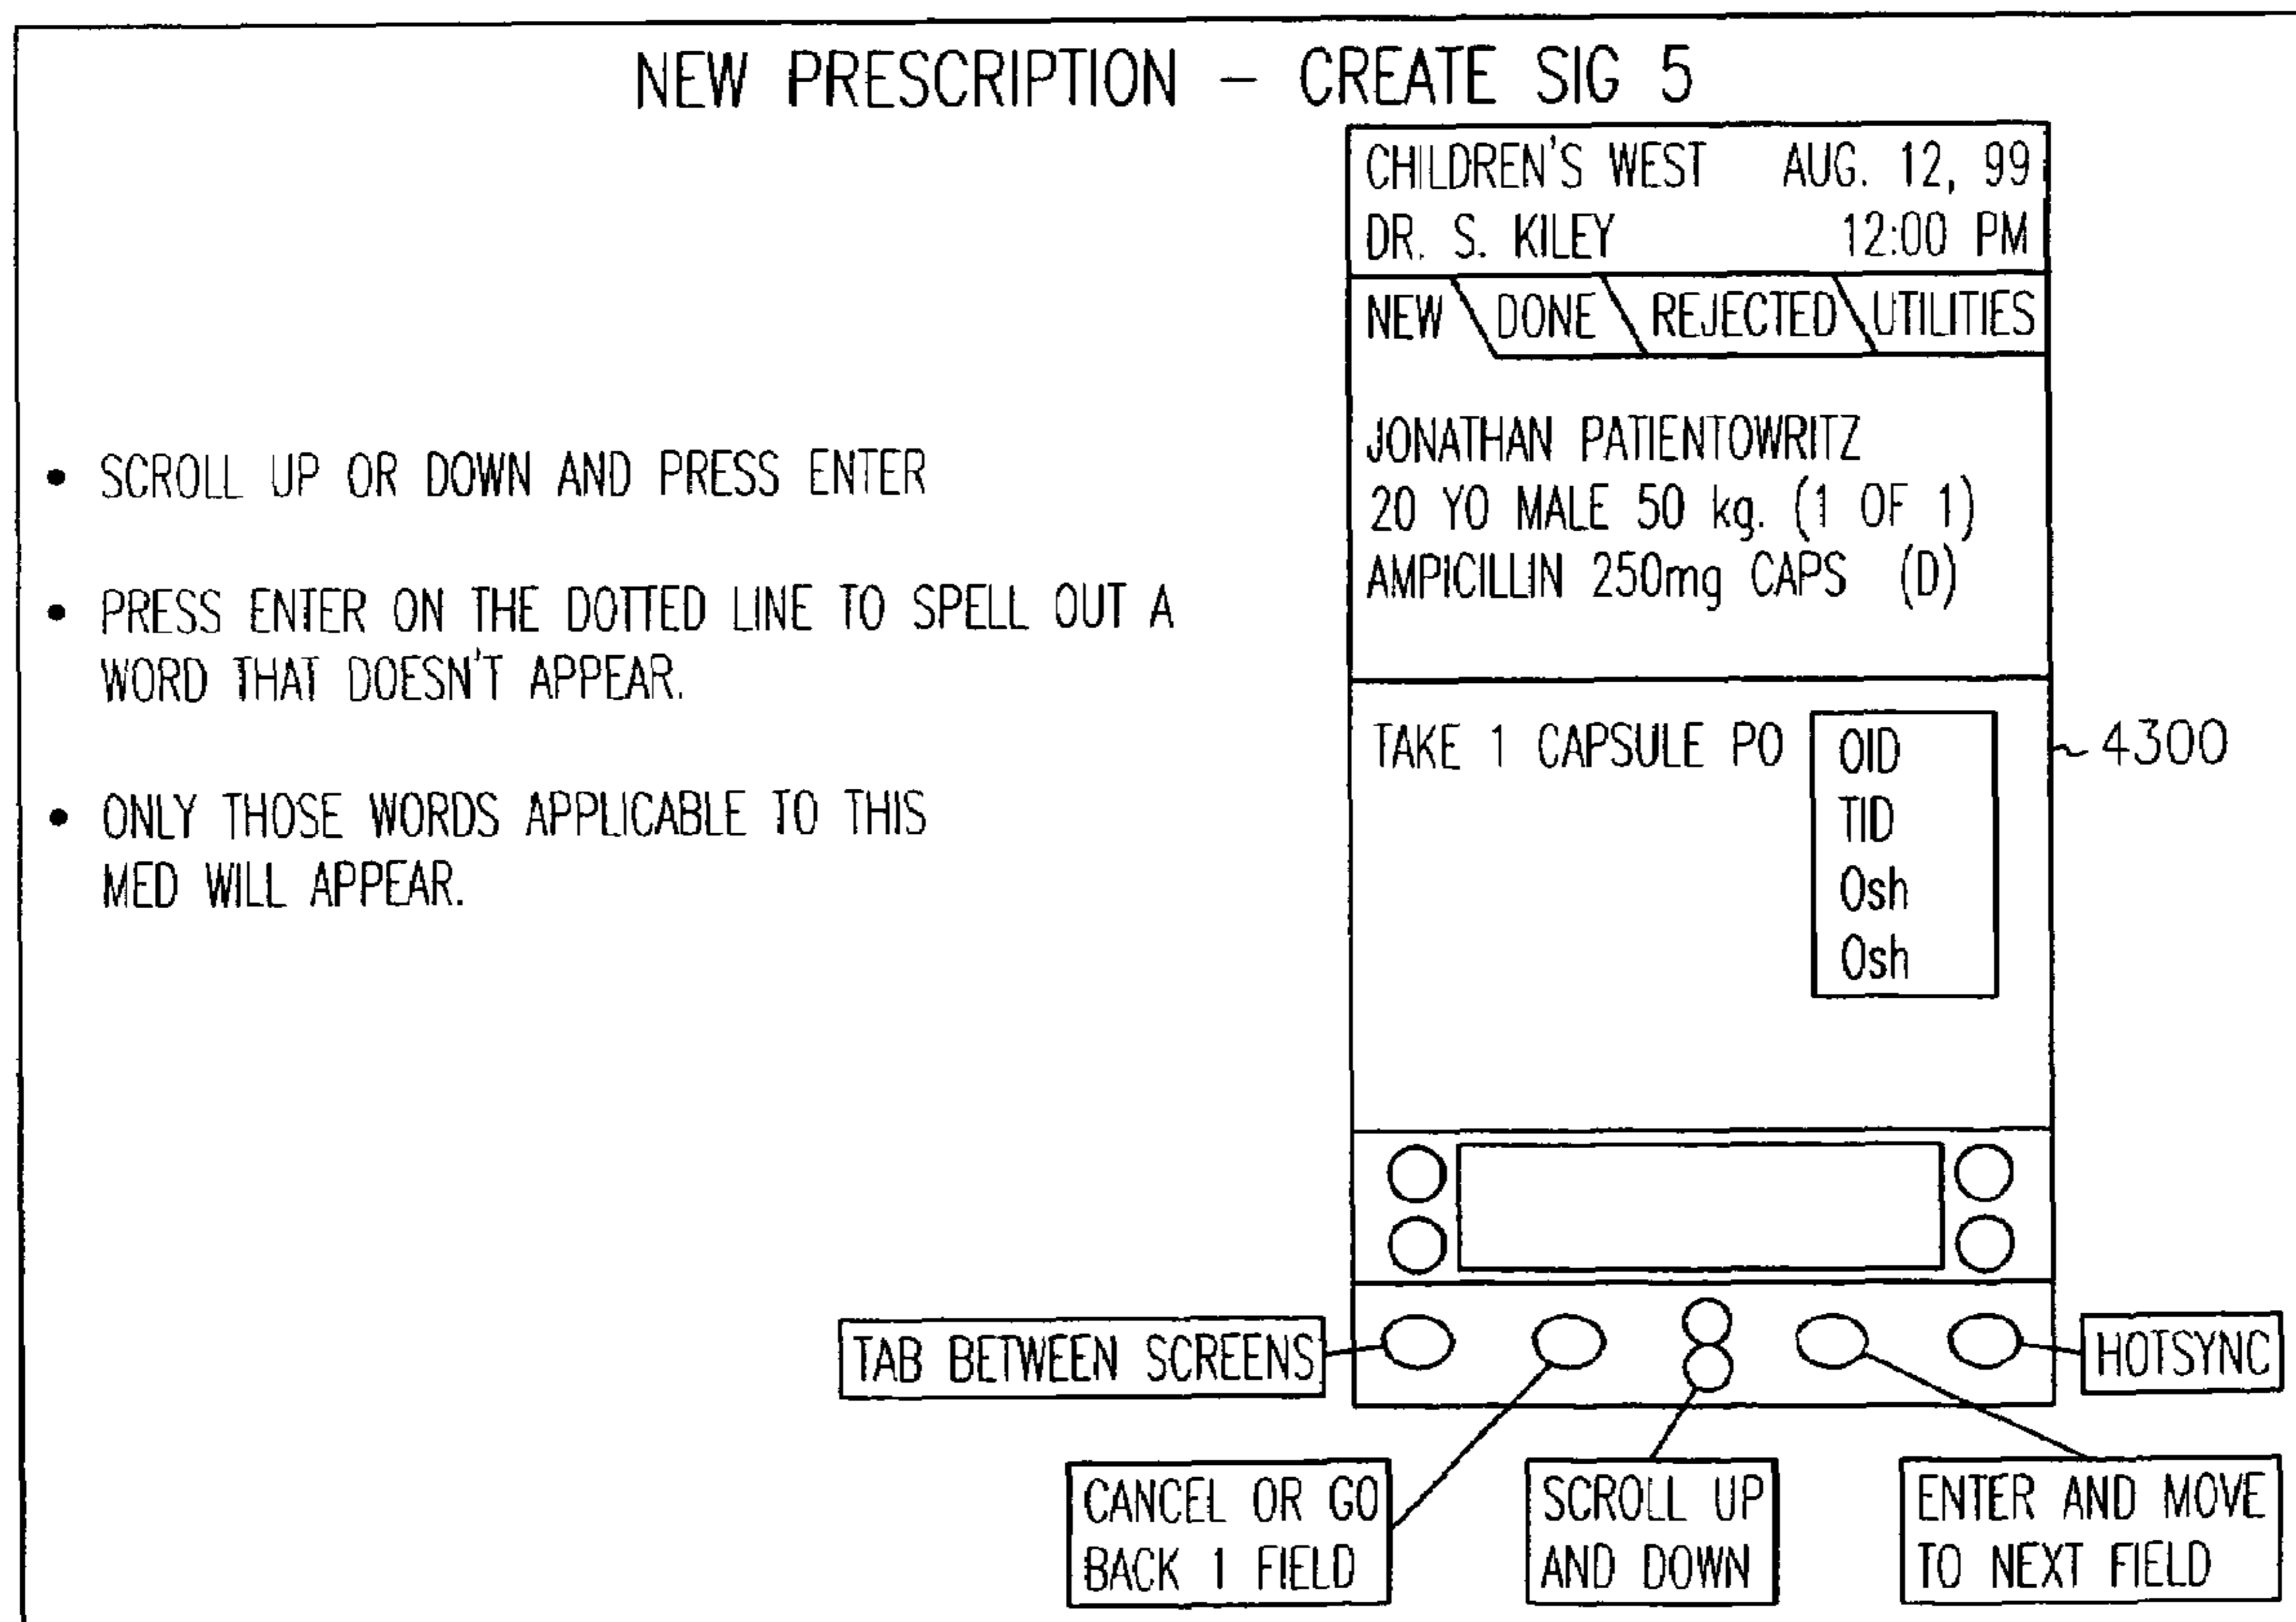 NEW PRESCRIPTION – CREATE SIG 5
CHILDREN'S WEST AUG. 12, 99
DR. S. KILEY 12:00 PM
NEW DONE REJECTED UTILITIES
JONATHAN PATIENTOWRITZ
20 YO MALE 50 kg. (1 OF 1)
AMPICILLIN 250mg CAPS (D)
• SCROLL UP OR DOWN AND PRESS ENTER
• PRESS ENTER ON THE DOTTED LINE TO SPELL OUT A
WORD THAT DOESN'T APPEAR.
• ONLY THOSE WORDS APPLICABLE TO THIS
MED WILL APPEAR.
TAKE 1 CAPSULE PO OID
TID
Osh
Osh
4300
TAB BETWEEN SCREENS
HOTSYNC
CANCEL OR GO
BACK 1 FIELD
SCROLL UP
AND DOWN
ENTER AND MOVE
TO NEXT FIELD